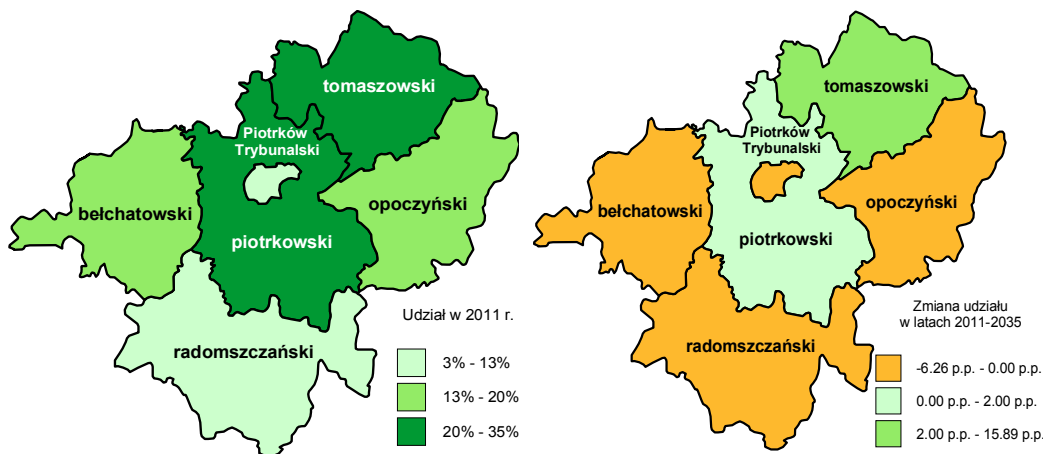 tomaszowski
Piotrków
Trybunalski
bełchatowski
opoczyński
piotrkowski
radomszczański
Udział w 2011 r.
3% - 13%
13% - 20%
20% - 35%
tomaszowski
Piotrków
Trybunalski
bełchatowski
opoczyński
piotrkowski
radomszczański
Zmiana udziału
w latach 2011-2035
-6.26 p.p. - 0.00 p.p.
0.00 p.p. - 2.00 p.p.
2.00 p.p. - 15.89 p.p.